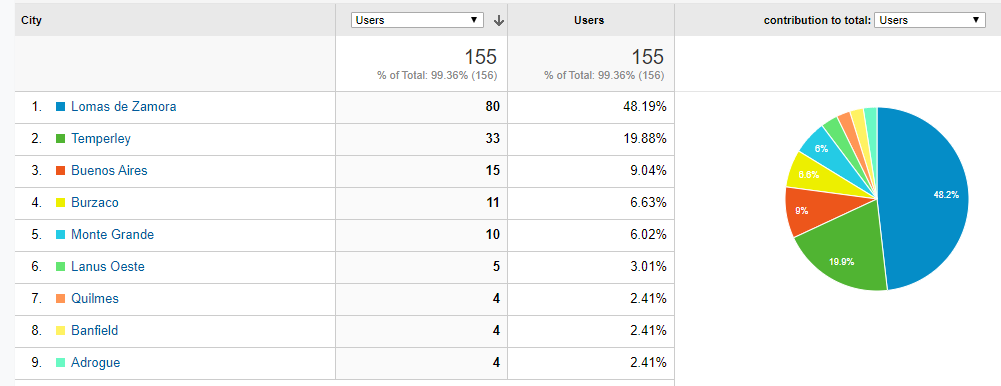 City Users Users contribution to total: Users
155 155
% of Total: 99.36% (156) % of Total: 99.36% (156)
1. Lomas de Zamora 80 48.19%
2. Temperley 33 19.88%
3. Buenos Aires 15 9.04%
4. Burzaco 11 6.63%
5. Monte Grande 10 6.02%
6. Lanus Oeste 5 3.01%
7. Quilmes 4 2.41%
8. Banfield 4 2.41%
9. Adrogue 4 2.41%
6%
6.6%
48.2%
9%
19.9%